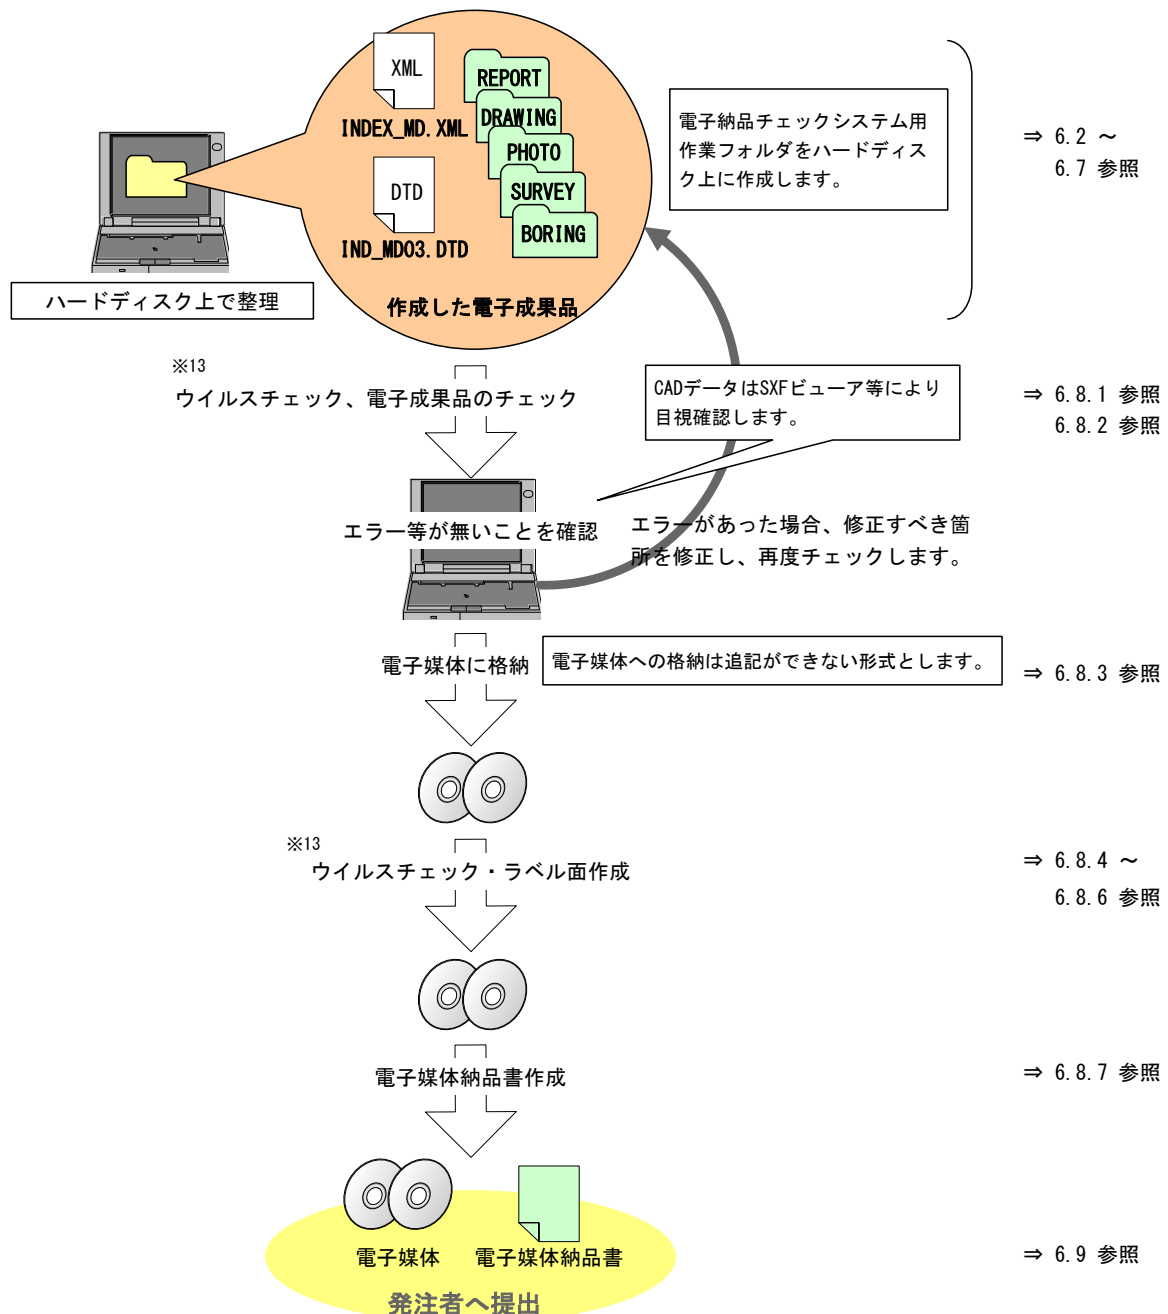 XML
INDEX_MD.XML
DTD
IND_MD03.DTD
REPORT
DRAWING
PHOTO
SURVEY
BORING
作成した電子成果品
ハードディスク上で整理
電子納品チェックシステム用
作業フォルダをハードディス
ク上に作成します。
⇒ 6.2 ～
6.7 参照
※13
ウイルスチェック、電子成果品のチェック
CADデータはSXFビューア等により
目視確認します。
⇒ 6.8.1 参照
6.8.2 参照
エラー等が無いことを確認
エラーがあった場合、修正すべき箇
所を修正し、再度チェックします。
電子媒体に格納
電子媒体への格納は追記ができない形式とします。
⇒ 6.8.3 参照
※13
ウイルスチェック・ラベル面作成
⇒ 6.8.4 ～
6.8.6 参照
電子媒体納品書作成
⇒ 6.8.7 参照
電子媒体
電子媒体納品書
⇒ 6.9 参照
発注者へ提出